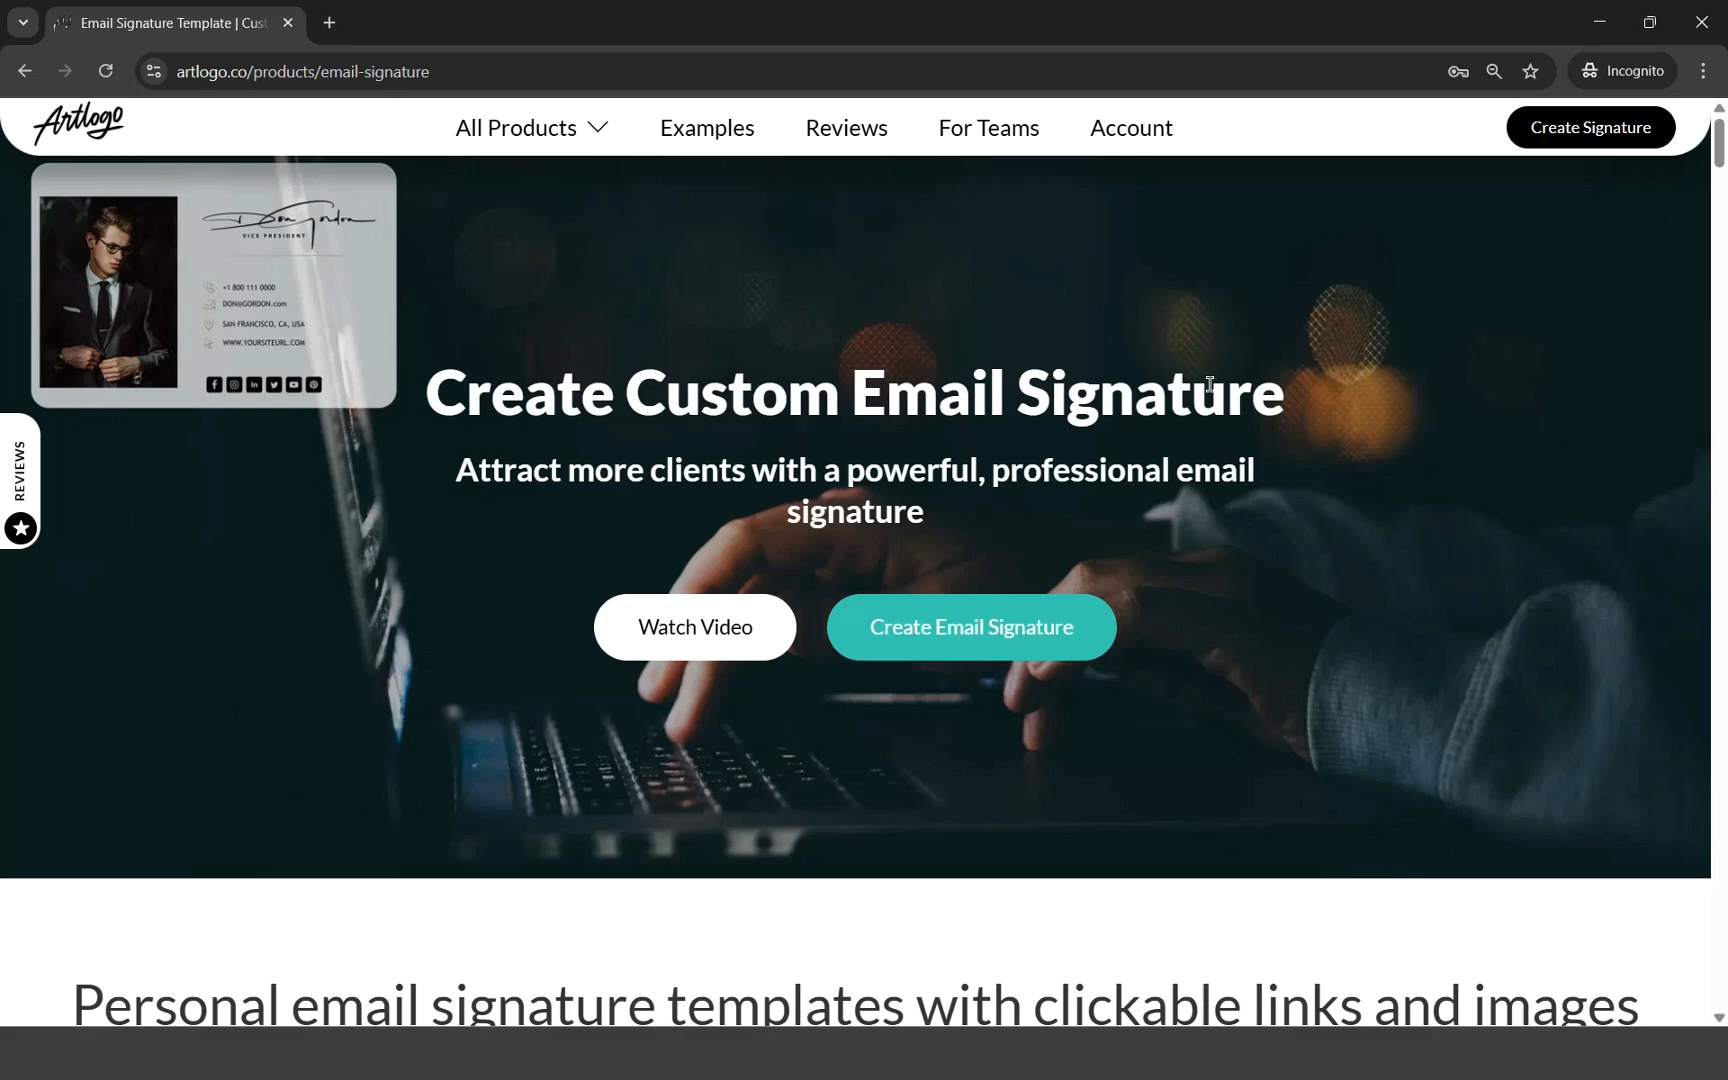 Email Signature Template | Cus
artlogo.co/products/email-signature
Incognito
Artlogo
All Products
Examples
Reviews
For Teams
Account
Create Signature
Don Gordon
VICE PRESIDENT
+1 800 111 0000
DON@GORDON.com
SAN FRANCISCO, CA, USA
WWW.YOURSITEURL.COM
REVIEWS
Create Custom Email Signature
Attract more clients with a powerful, professional email
signature
Watch Video
Create Email Signature
Personal email signature templates with clickable links and images